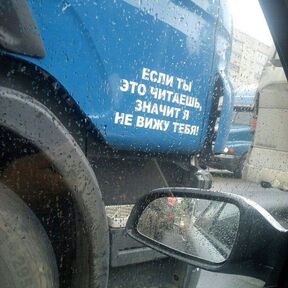 ЕСЛИ ТЫ
ЭТО ЧИТАЕШЬ,
ЗНАЧИТ Я
НЕ ВИЖУ ТЕБЯ!